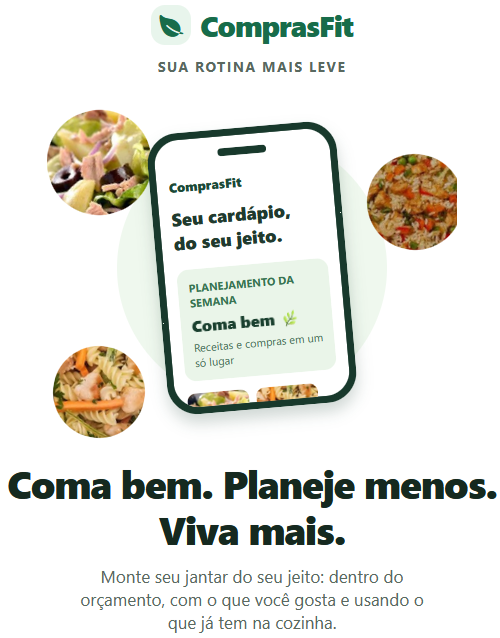 ComprasFit
SUA ROTINA MAIS LEVE
ComprasFit
Seu cardápio,
do seu jeito.
PLANEJAMENTO DA
SEMANA
Coma bem 🌿
Receitas e compras em um
só lugar
Coma bem. Planeje menos.
Viva mais.
Monte seu jantar do seu jeito: dentro do
orçamento, com o que você gosta e usando o
que já tem na cozinha.